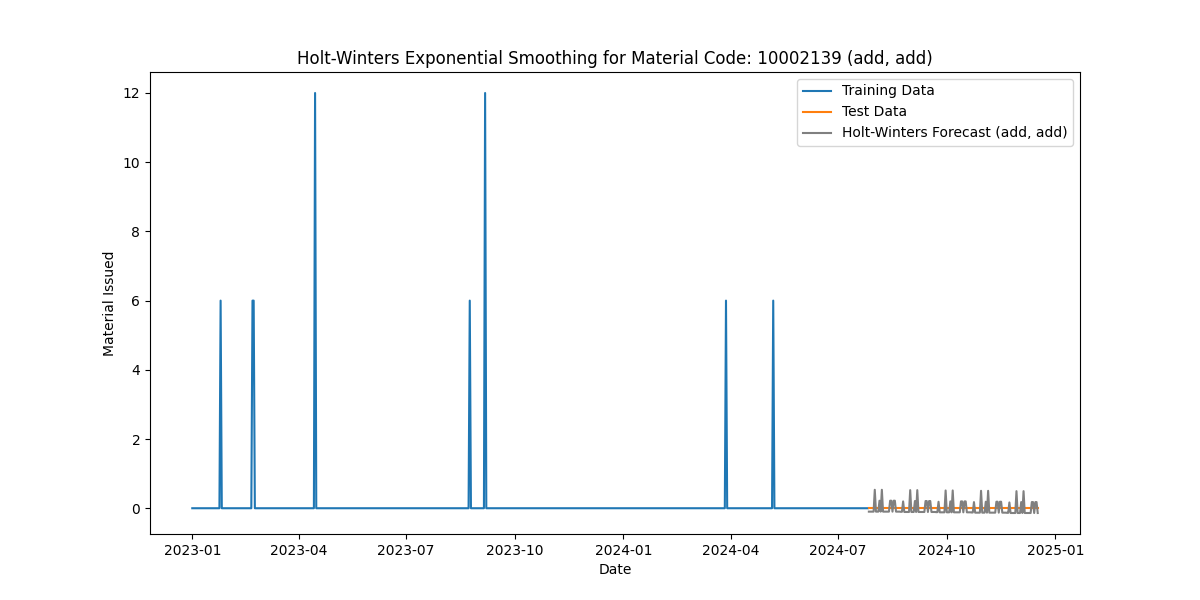 Holt-Winters Exponential Smoothing for Material Code: 10002139 (add, add)
Training Data
Test Data
Holt-Winters Forecast (add, add)
12
10
8
6
4
2
0
Material Issued
2023-01
2023-04
2023-07
2023-10
2024-01
2024-04
2024-07
2024-10
2025-01
Date